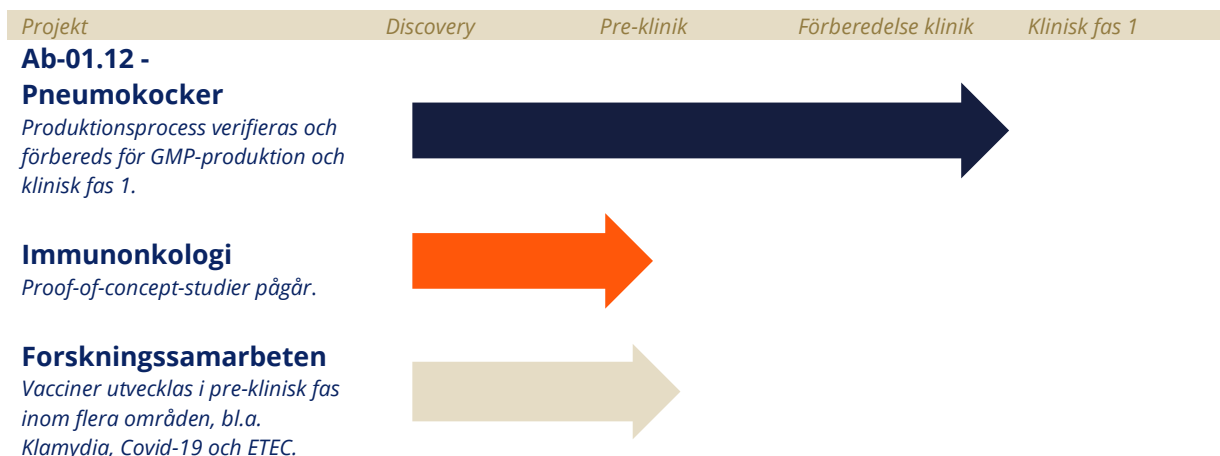 Projekt Discovery Pre-klinik Förberedelse klinik Klinisk fas 1
Ab-01.12 -
Pneumokocker
Produktionsprocess verifieras och
förbereds för GMP-produktion och
klinisk fas 1.
Immunonkologi
Proof-of-concept-studier pågår.
Forskningssamarbeten
Vacciner utvecklas i pre-klinisk fas
inom flera områden, bl.a.
Klamydia, Covid-19 och ETEC.